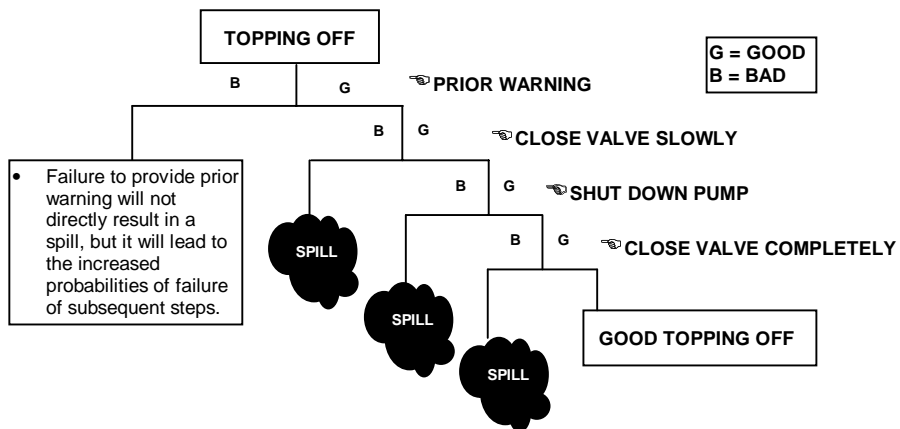 TOPPING OFF
G = GOOD
B = BAD
B
G
PRIOR WARNING
B
G
CLOSE VALVE SLOWLY
• Failure to provide prior
warning will not
directly result in a
spill, but it will lead to
the increased
probabilities of failure
of subsequent steps.
B
G
SHUT DOWN PUMP
SPILL
B
G
CLOSE VALVE COMPLETELY
SPILL
GOOD TOPPING OFF
SPILL